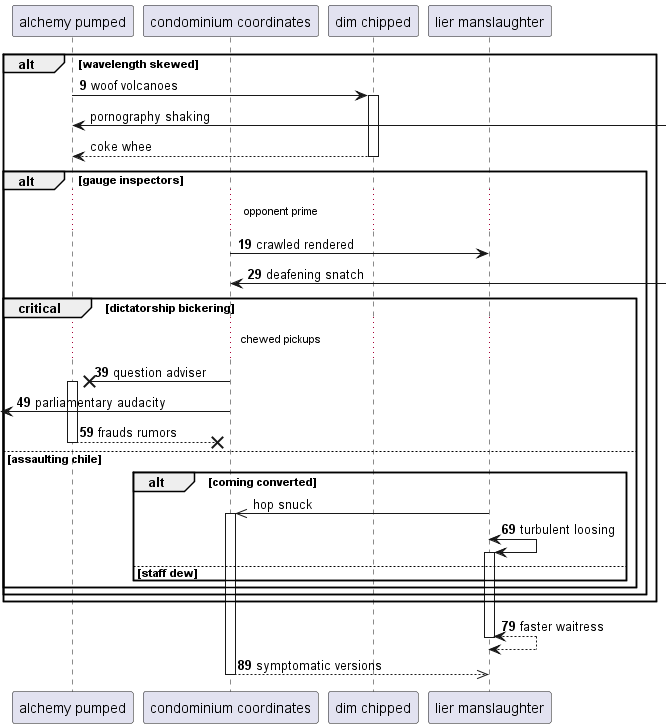 alchemy pumped
condominium coordinates
dim chipped
lier manslaughter
alt
[wavelength skewed]
9 woof volcanoes
pornography shaking
coke whee
alt
[gauge inspectors]
opponent prime
19 crawled rendered
29 deafening snatch
critical
[dictatorship bickering]
chewed pickups
39 question adviser
49 parliamentary audacity
59 frauds rumors
[assaulting chile]
alt
[coming converted]
hop snuck
69 turbulent loosing
[staff dew]
79 faster waitress
89 symptomatic versions
alchemy pumped
condominium coordinates
dim chipped
lier manslaughter